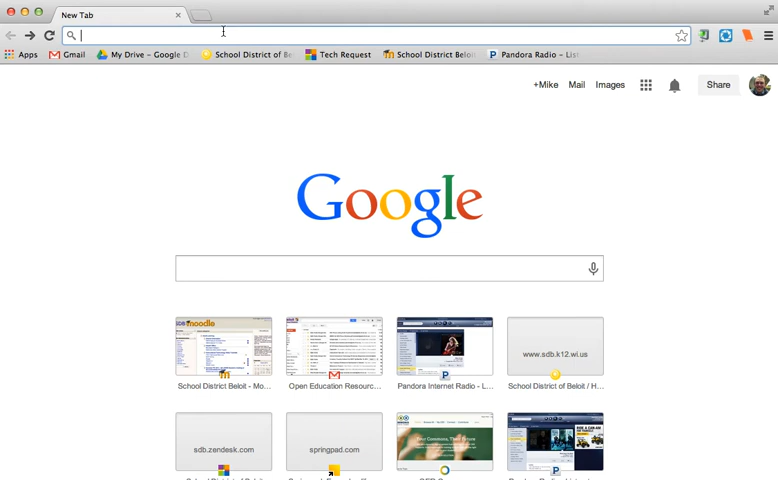 New Tab
Apps Gmail My Drive – Google D School District of Be Tech Request School District Beloi Pandora Radio – List
+Mike Mail Images Share
Google
sdb moodle
www.sdb.k12.wi.us
School District Beloit - Mo... Open Education Resourc... Pandora Internet Radio - L... School District of Beloit / H...
sdb.zendesk.com springpad.com